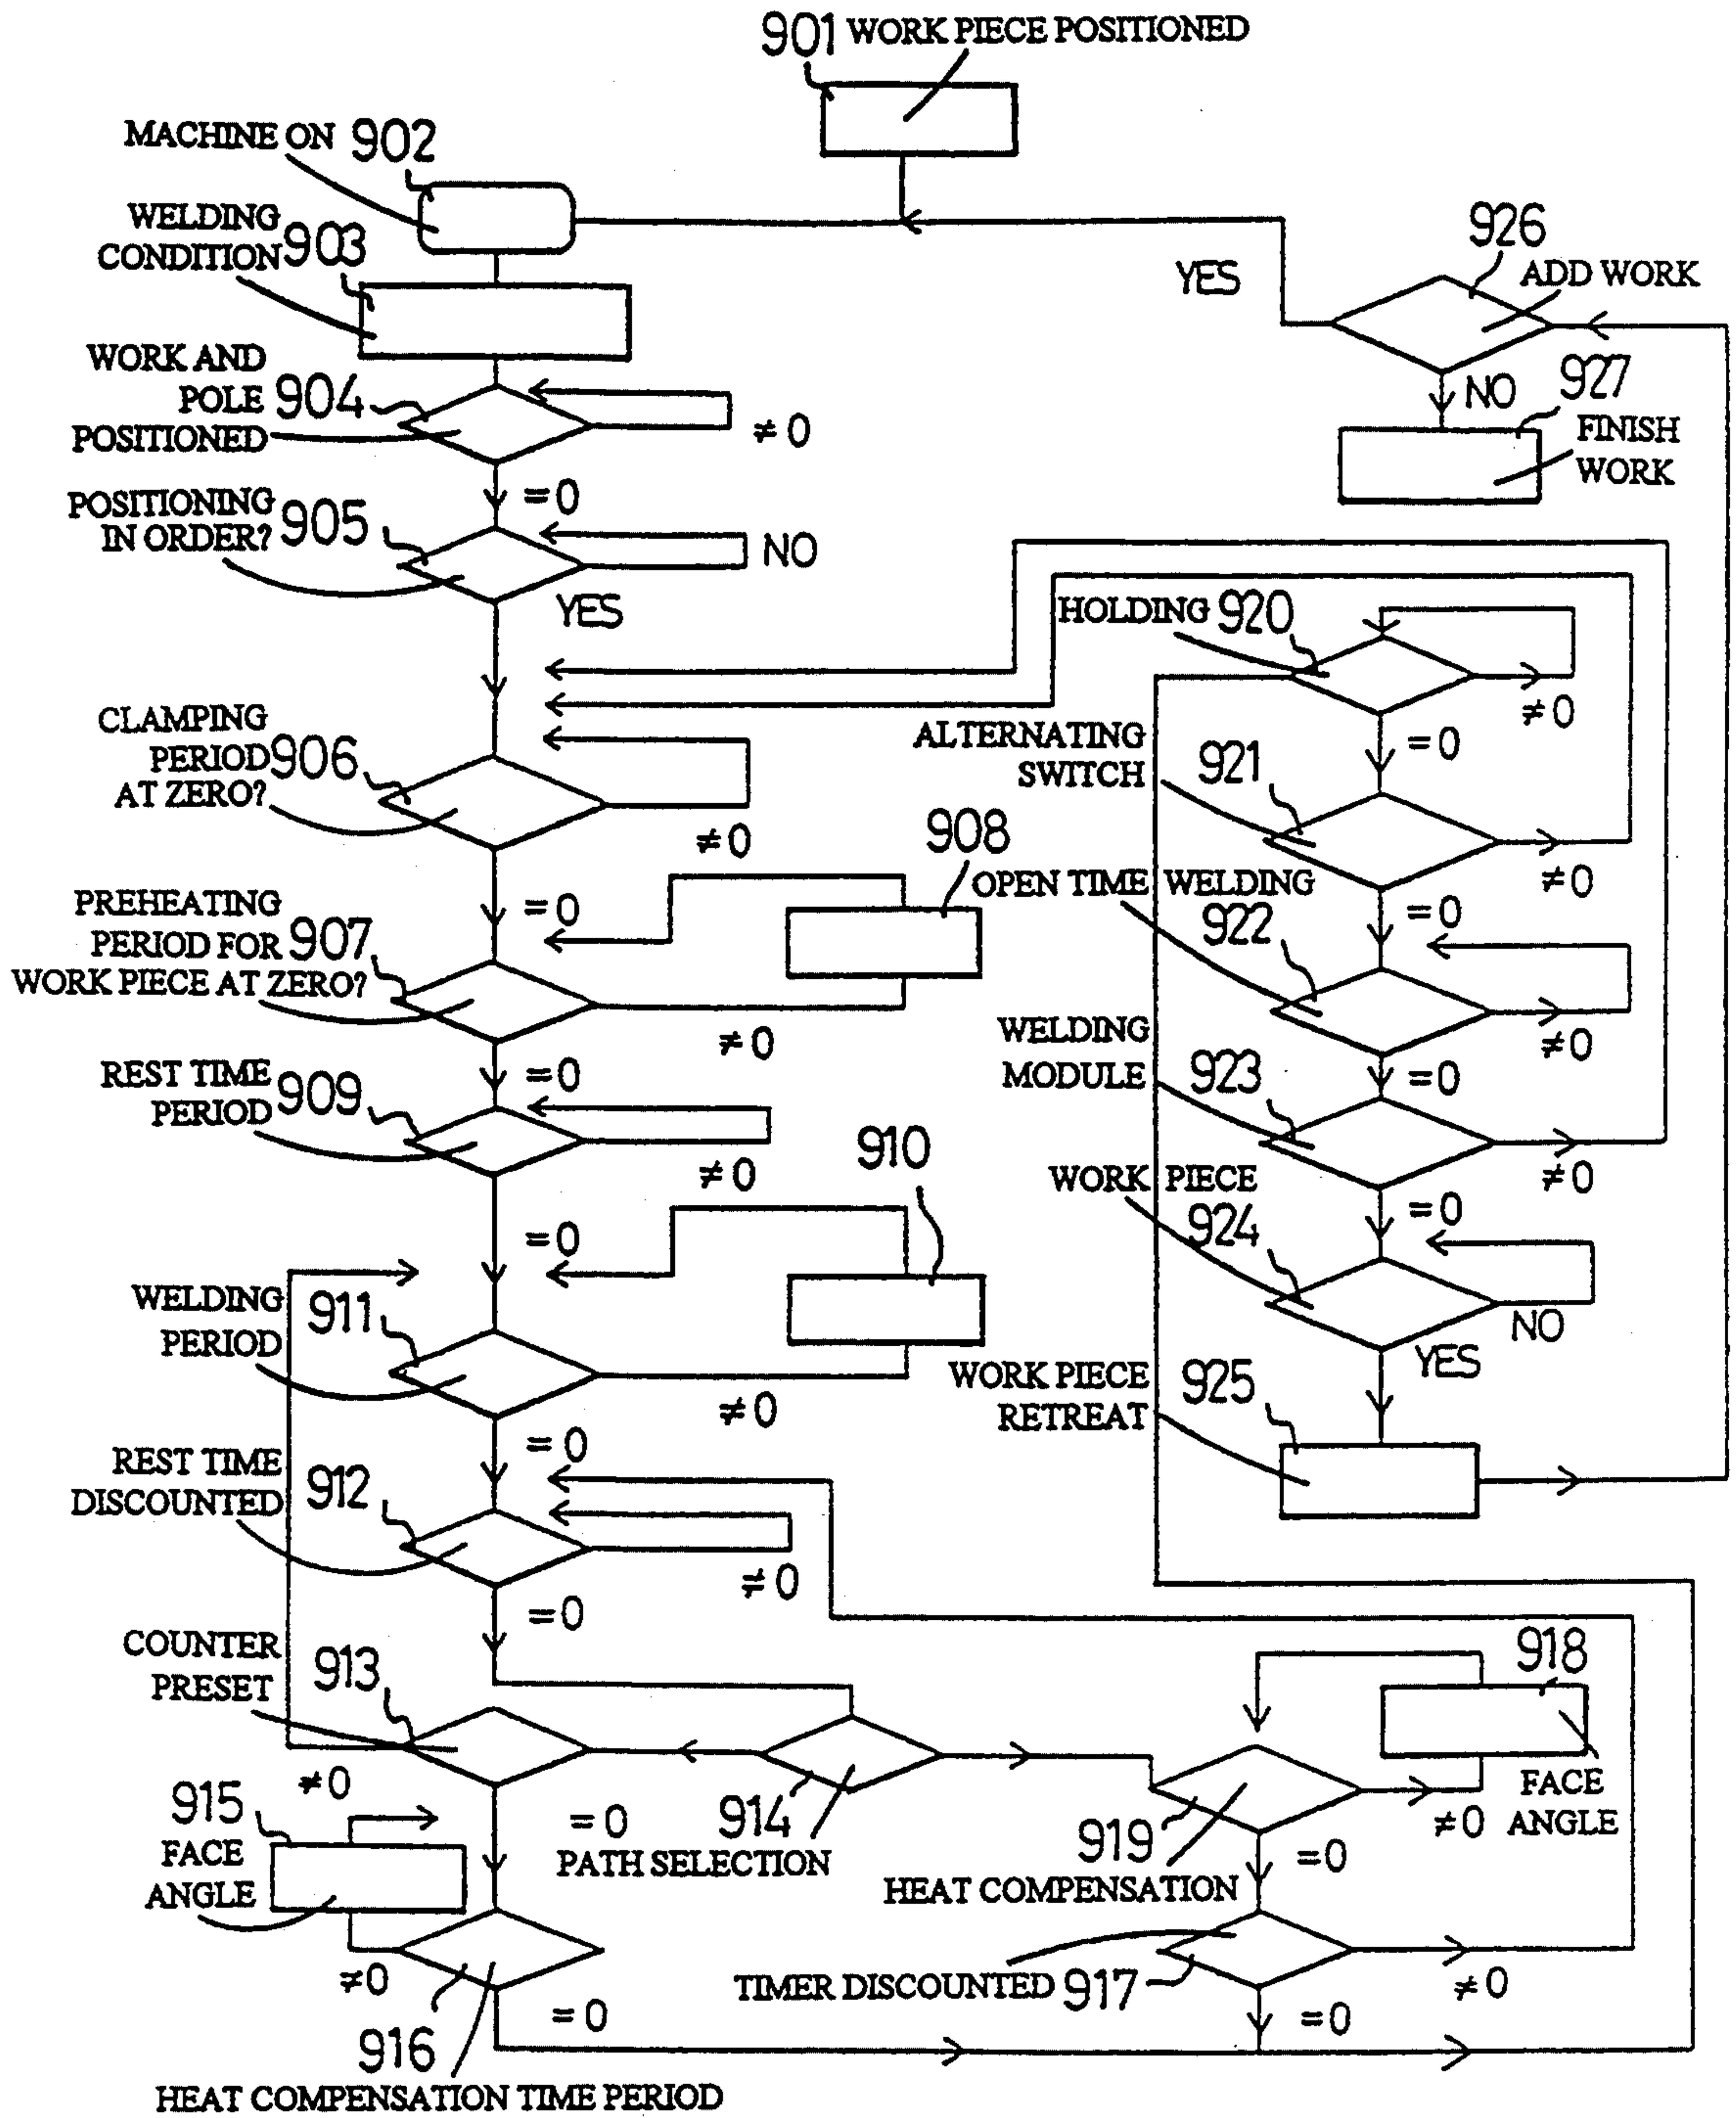 901 WORK PIECE POSITIONED
MACHINE ON 902
WELDING
CONDITION 903
WORK AND
POLE 904
POSITIONED
≠0
=0
POSITIONING
IN ORDER? 905
NO
YES
CLAMPING
PERIOD 906
AT ZERO?
≠0
=0
908
PREHEATING
PERIOD FOR 907
WORK PIECE AT ZERO?
≠0
=0
REST TIME
PERIOD 909
≠0
=0
910
WELDING
PERIOD
911
≠0
=0
REST TIME
DISCOUNTED 912
≠0
=0
COUNTER
PRESET
913
≠0
=0
914
PATH SELECTION
915
FACE
ANGLE
≠0
=0
916
HEAT COMPENSATION TIME PERIOD
918
FACE
ANGLE
≠0
919
HEAT COMPENSATION
=0
TIMER DISCOUNTED 917
≠0
=0
HOLDING 920
≠0
=0
ALTERNATING
SWITCH
921
≠0
=0
OPEN TIME WELDING
922
≠0
=0
WELDING
MODULE 923
≠0
=0
WORK PIECE
924
NO
YES
WORK PIECE
RETREAT
925
926
ADD WORK
YES
NO
927
FINISH
WORK